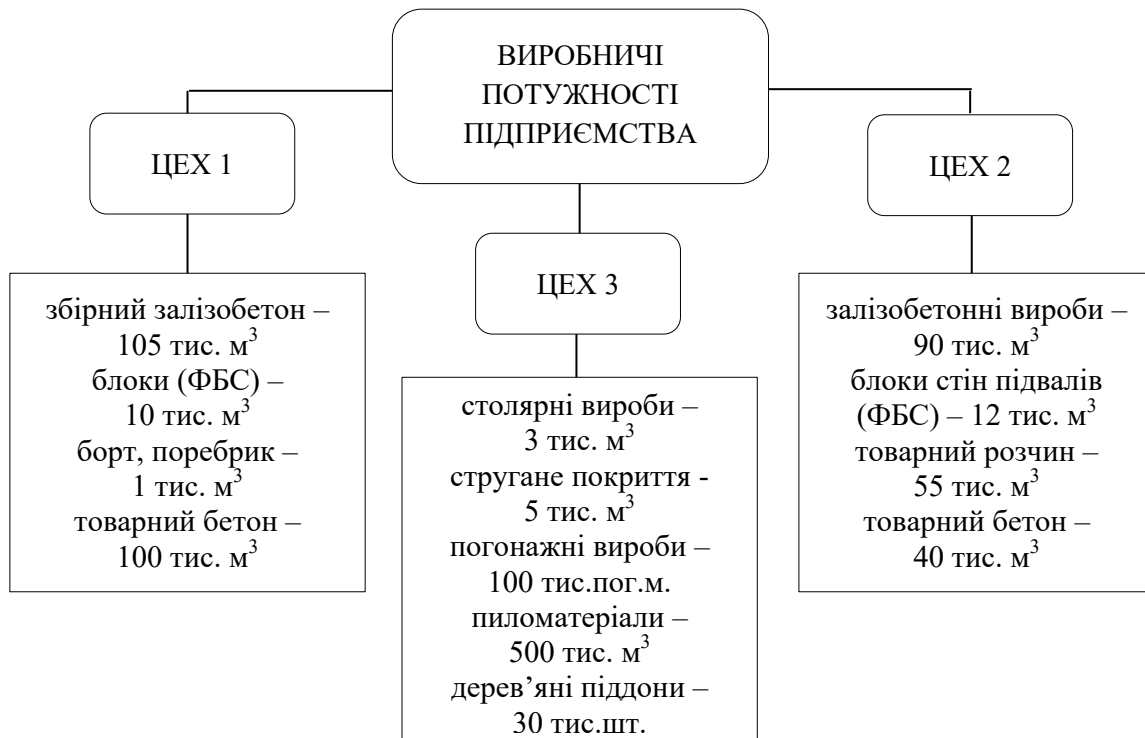 ВИРОБНИЧІ
ПОТУЖНОСТІ
ПІДПРИЄМСТВА
ЦЕХ 1
збірний залізобетон –
105 тис. м³
блоки (ФБС) –
10 тис. м³
борт, поребрик –
1 тис. м³
товарний бетон –
100 тис. м³
ЦЕХ 3
столярні вироби –
3 тис. м³
стругане покриття -
5 тис. м³
погонажні вироби –
100 тис.пог.м.
пиломатеріали –
500 тис. м³
дерев’яні піддони –
30 тис.шт.
ЦЕХ 2
залізобетонні вироби –
90 тис. м³
блоки стін підвалів
(ФБС) – 12 тис. м³
товарний розчин –
55 тис. м³
товарний бетон –
40 тис. м³